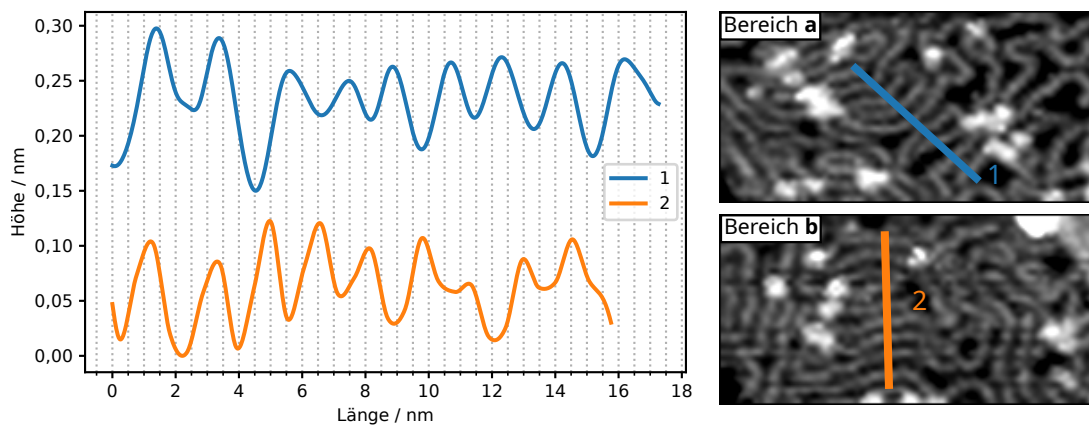 0,30
0,25
0,20
0,15
0,10
0,05
0,00
Höhe / nm
0 2 4 6 8 10 12 14 16 18
Länge / nm
1
2
Bereich a
1
Bereich b
2